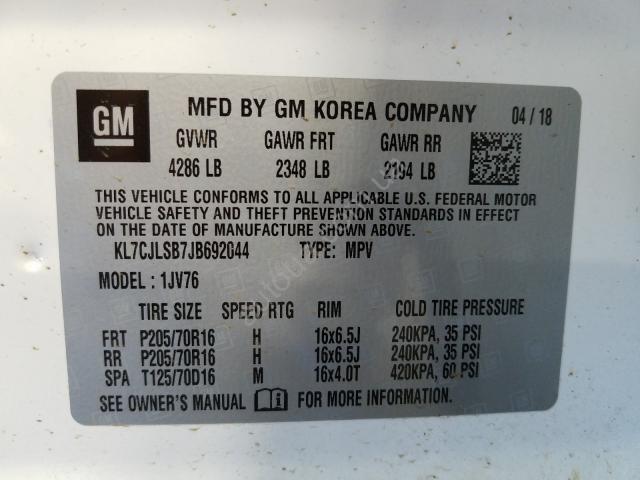 GM
MFD BY GM KOREA COMPANY 04 / 18
GVWR GAWR FRT GAWR RR
4286 LB 2348 LB 2194 LB
THIS VEHICLE CONFORMS TO ALL APPLICABLE U.S. FEDERAL MOTOR
VEHICLE SAFETY AND THEFT PREVENTION STANDARDS IN EFFECT
ON THE DATE OF MANUFACTURE SHOWN ABOVE.
KL7CJLSB7JB692044 TYPE: MPV
MODEL : 1JV76
TIRE SIZE SPEED RTG RIM COLD TIRE PRESSURE
FRT P205/70R16 H 16x6.5J 240KPA, 35 PSI
RR P205/70R16 H 16x6.5J 240KPA, 35 PSI
SPA T125/70D16 M 16x4.0T 420KPA, 60 PSI
SEE OWNER'S MANUAL FOR MORE INFORMATION.